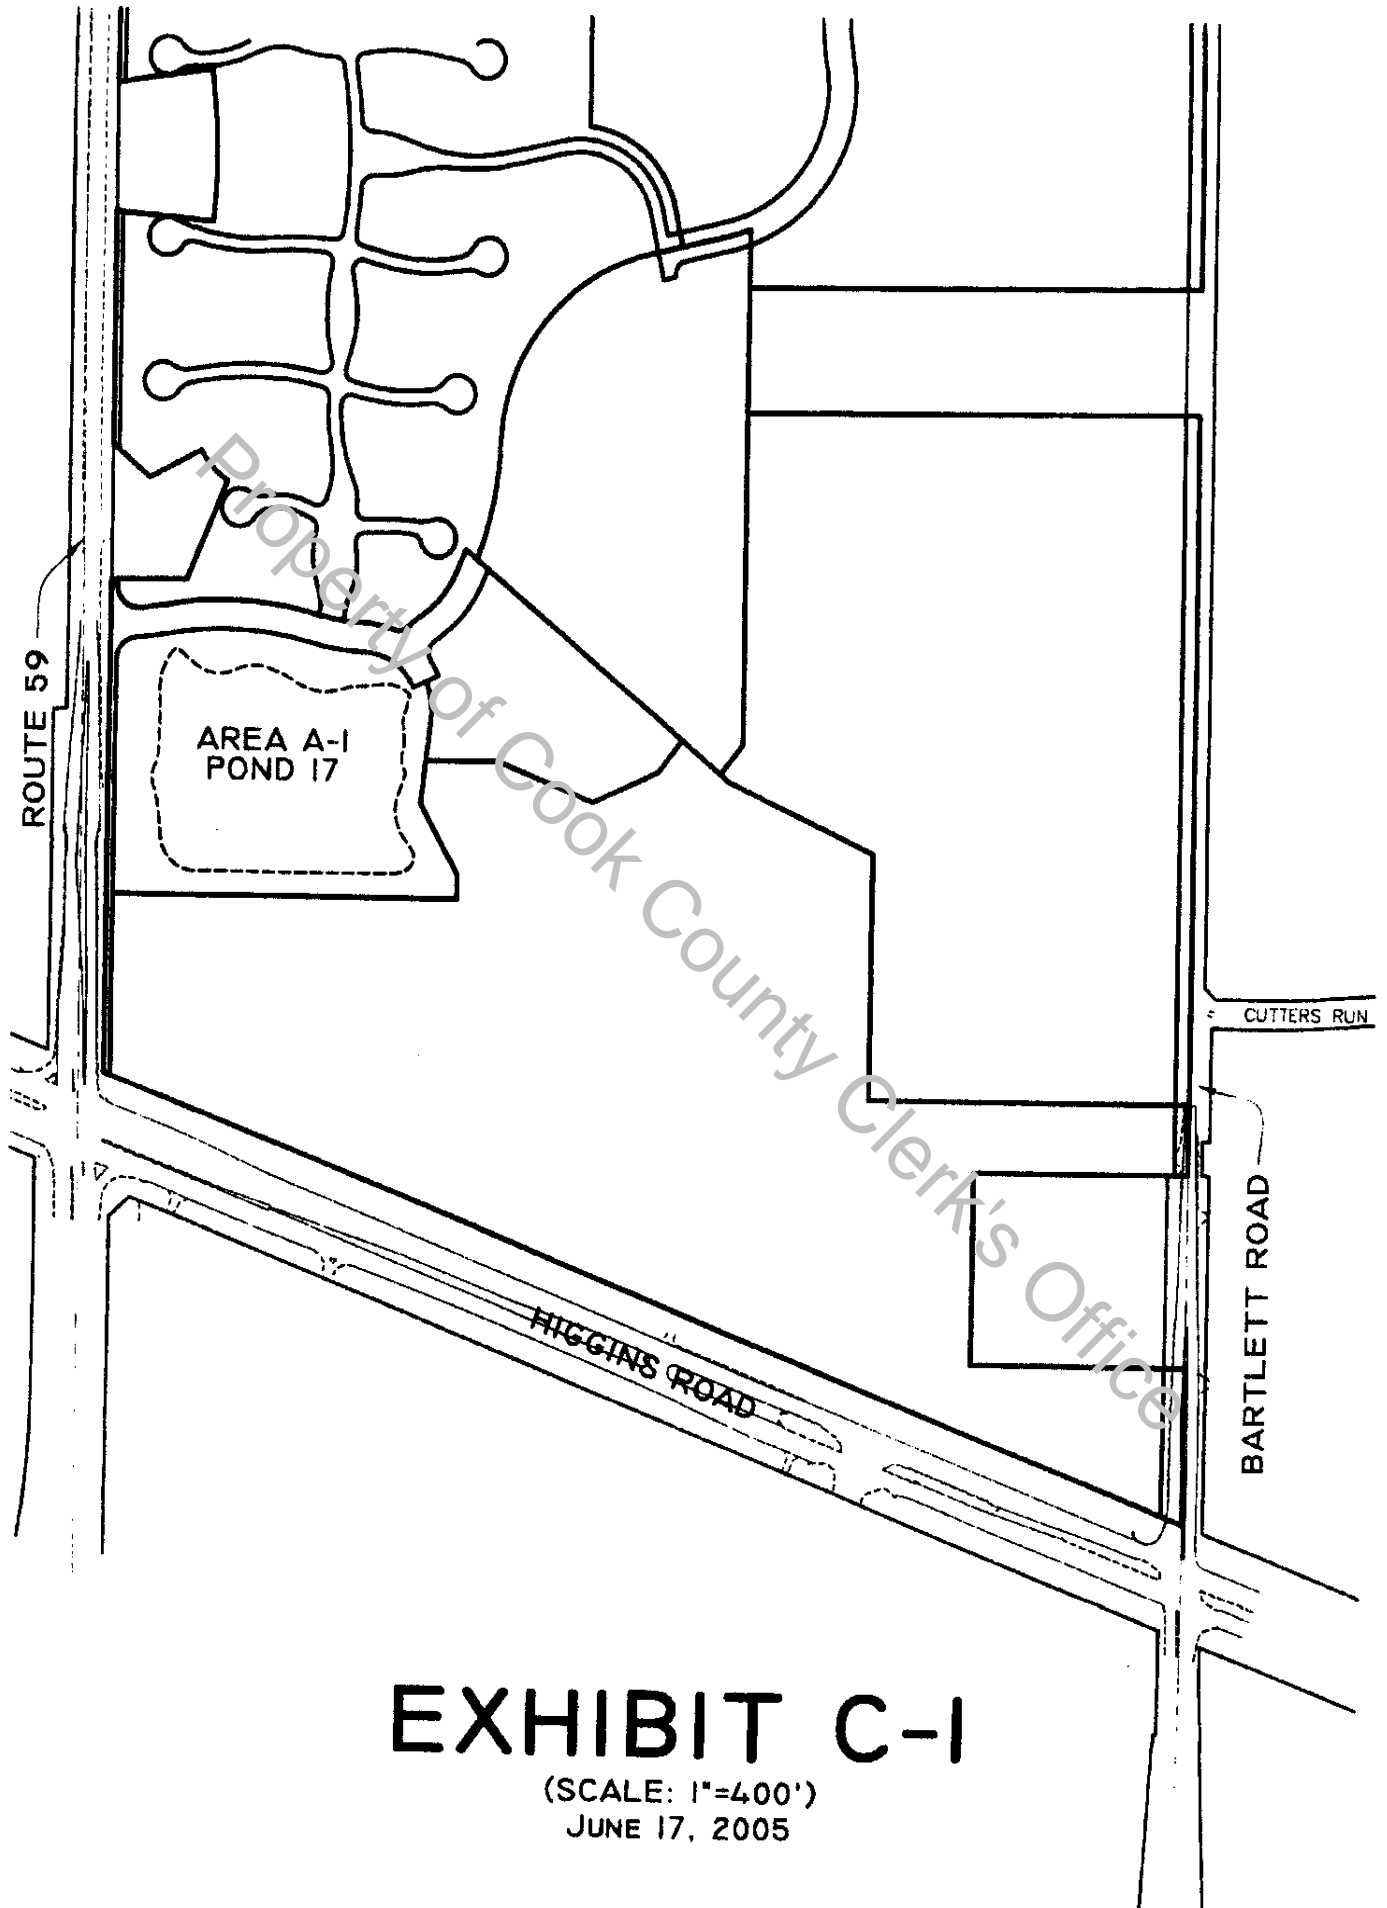 Property of Cook County Clerk's Office
ROUTE 59
AREA A-1
POND 17
CUTTERS RUN
BARTLETT ROAD
HIGGINS ROAD
EXHIBIT C-1
(SCALE: 1"=400')
JUNE 17, 2005